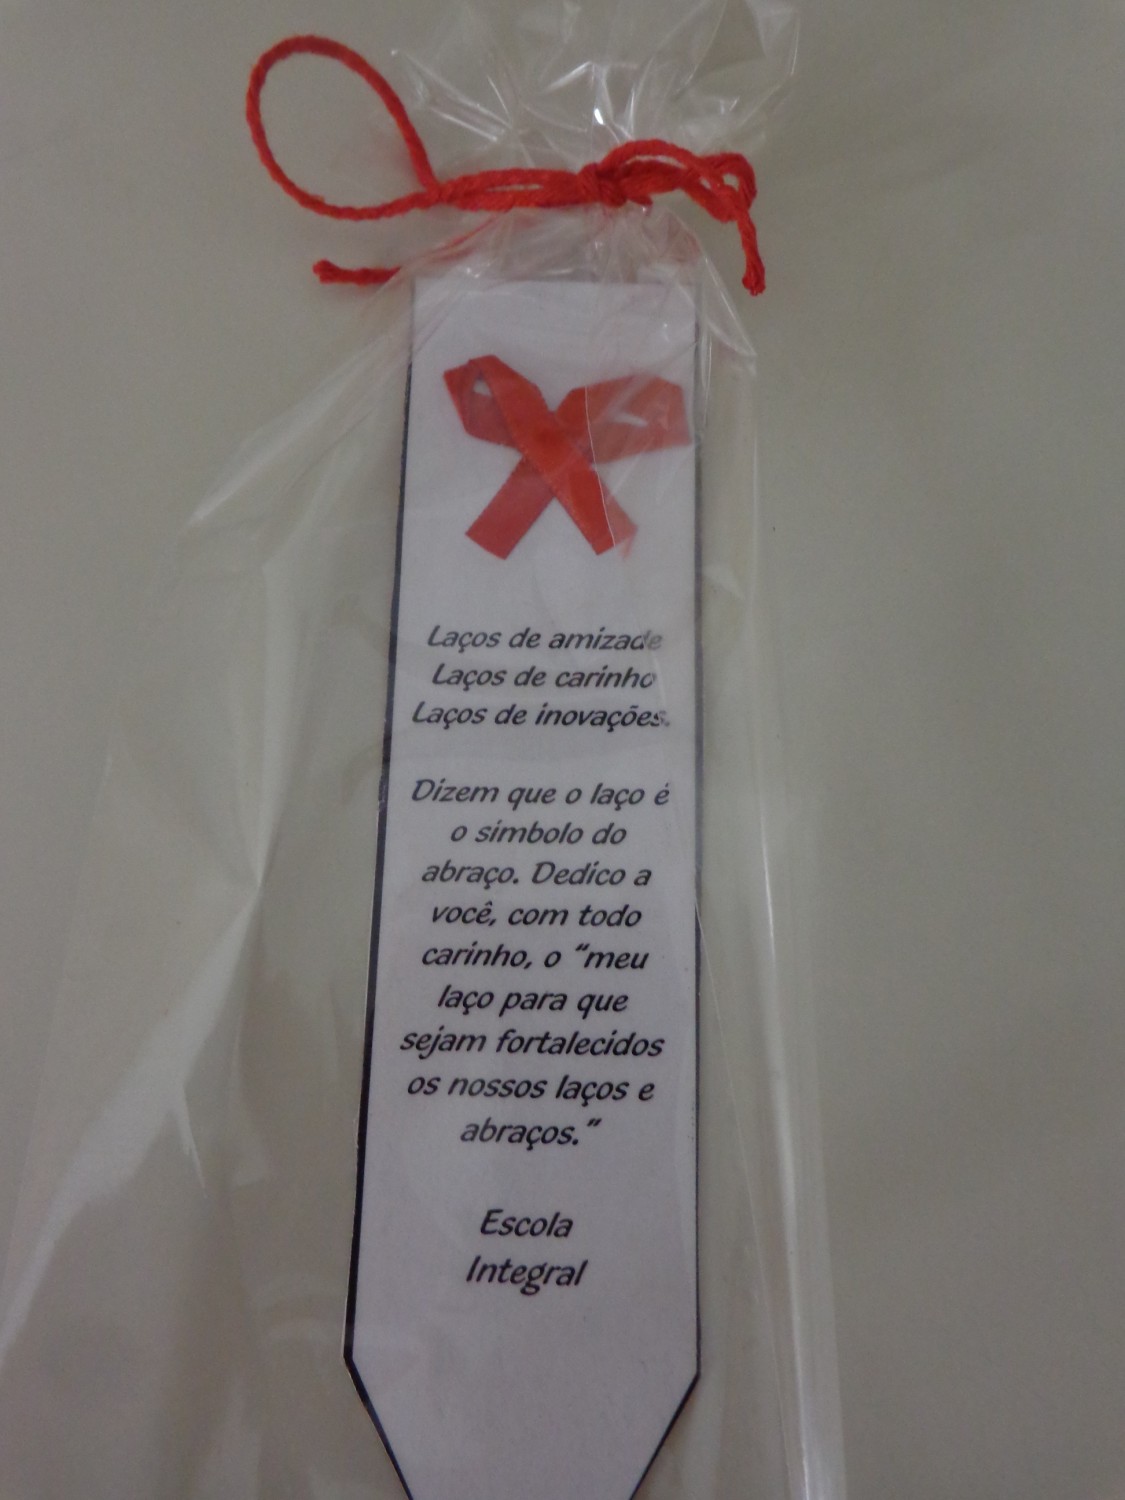 Laços de amizade
Laços de carinho
Laços de inovações.
Dizem que o laço é
o símbolo do
abraço. Dedico a
você, com todo
carinho, o “meu
laço para que
sejam fortalecidos
os nossos laços e
abraços.”
Escola
Integral